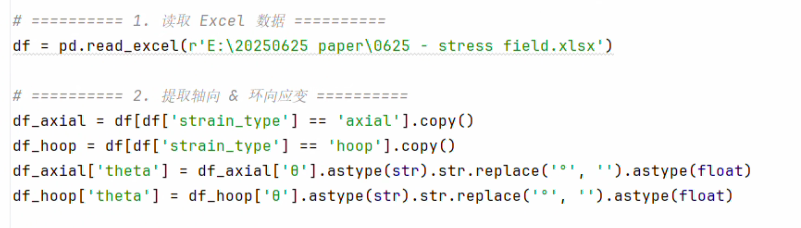 # ========== 1. 读取 Excel 数据 ==========
df = pd.read_excel(r'E:\20250625 paper\0625 - stress field.xlsx')
# ========== 2. 提取轴向 & 环向应变 ==========
df_axial = df[df['strain_type'] == 'axial'].copy()
df_hoop = df[df['strain_type'] == 'hoop'].copy()
df_axial['theta'] = df_axial['θ'].astype(str).str.replace('°', '').astype(float)
df_hoop['theta'] = df_hoop['θ'].astype(str).str.replace('°', '').astype(float)